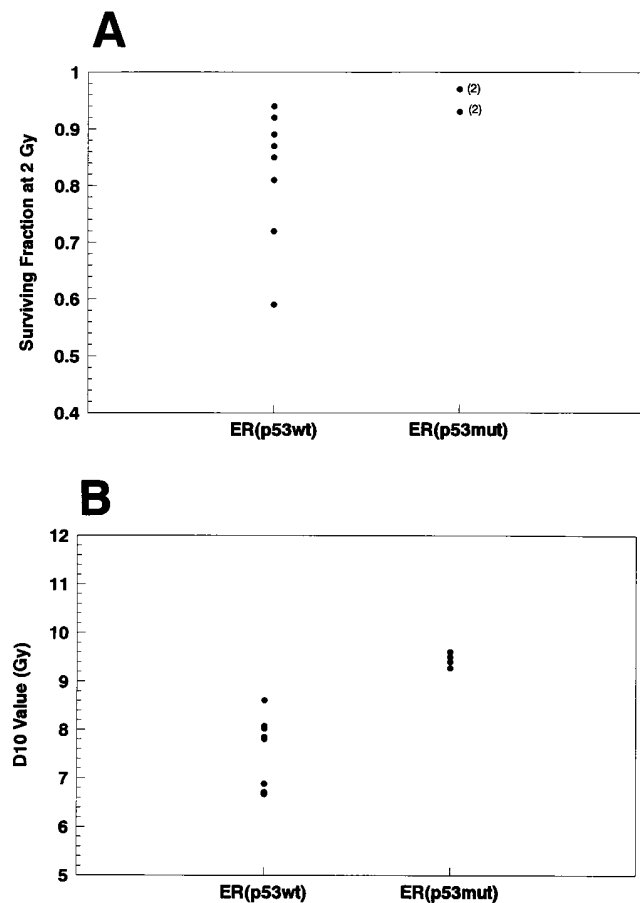 A
Surviving Fraction at 2 Gy
1
0.9
0.8
0.7
0.6
0.5
0.4
(2)
(2)
ER(p53wt) ER(p53mut)
B
D10 Value (Gy)
12
11
10
9
8
7
6
5
ER(p53wt) ER(p53mut)